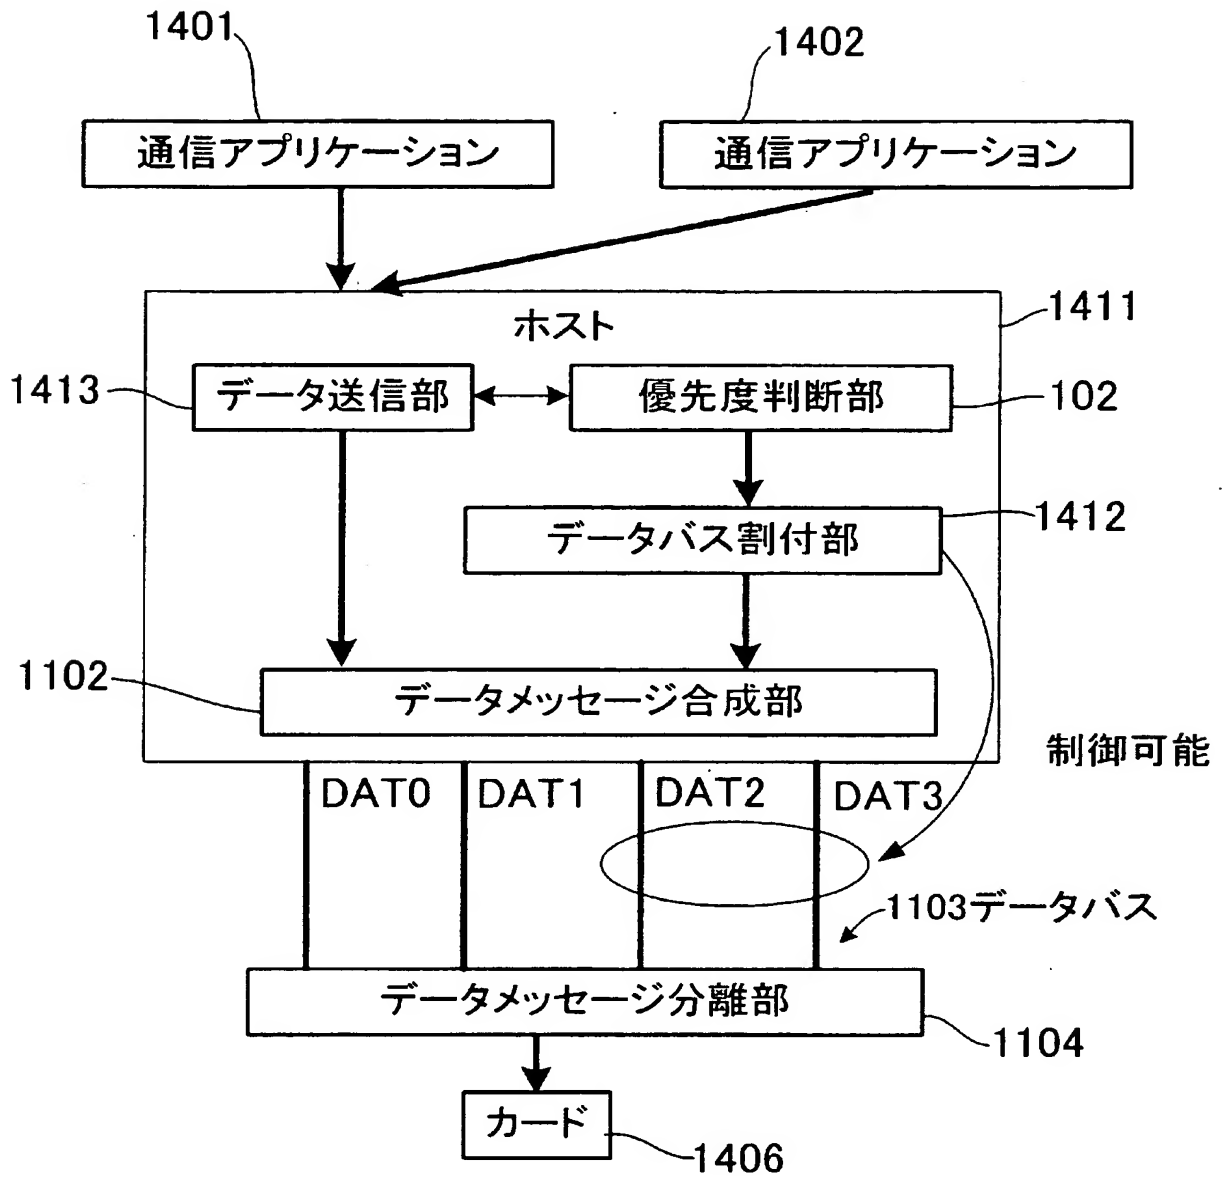 1401
1402
通信アプリケーション
通信アプリケーション
ホスト
1411
1413
データ送信部
優先度判断部
102
データバス割付部
1412
1102
データメッセージ合成部
制御可能
DAT0
DAT1
DAT2
DAT3
1103データバス
データメッセージ分離部
1104
カード
1406